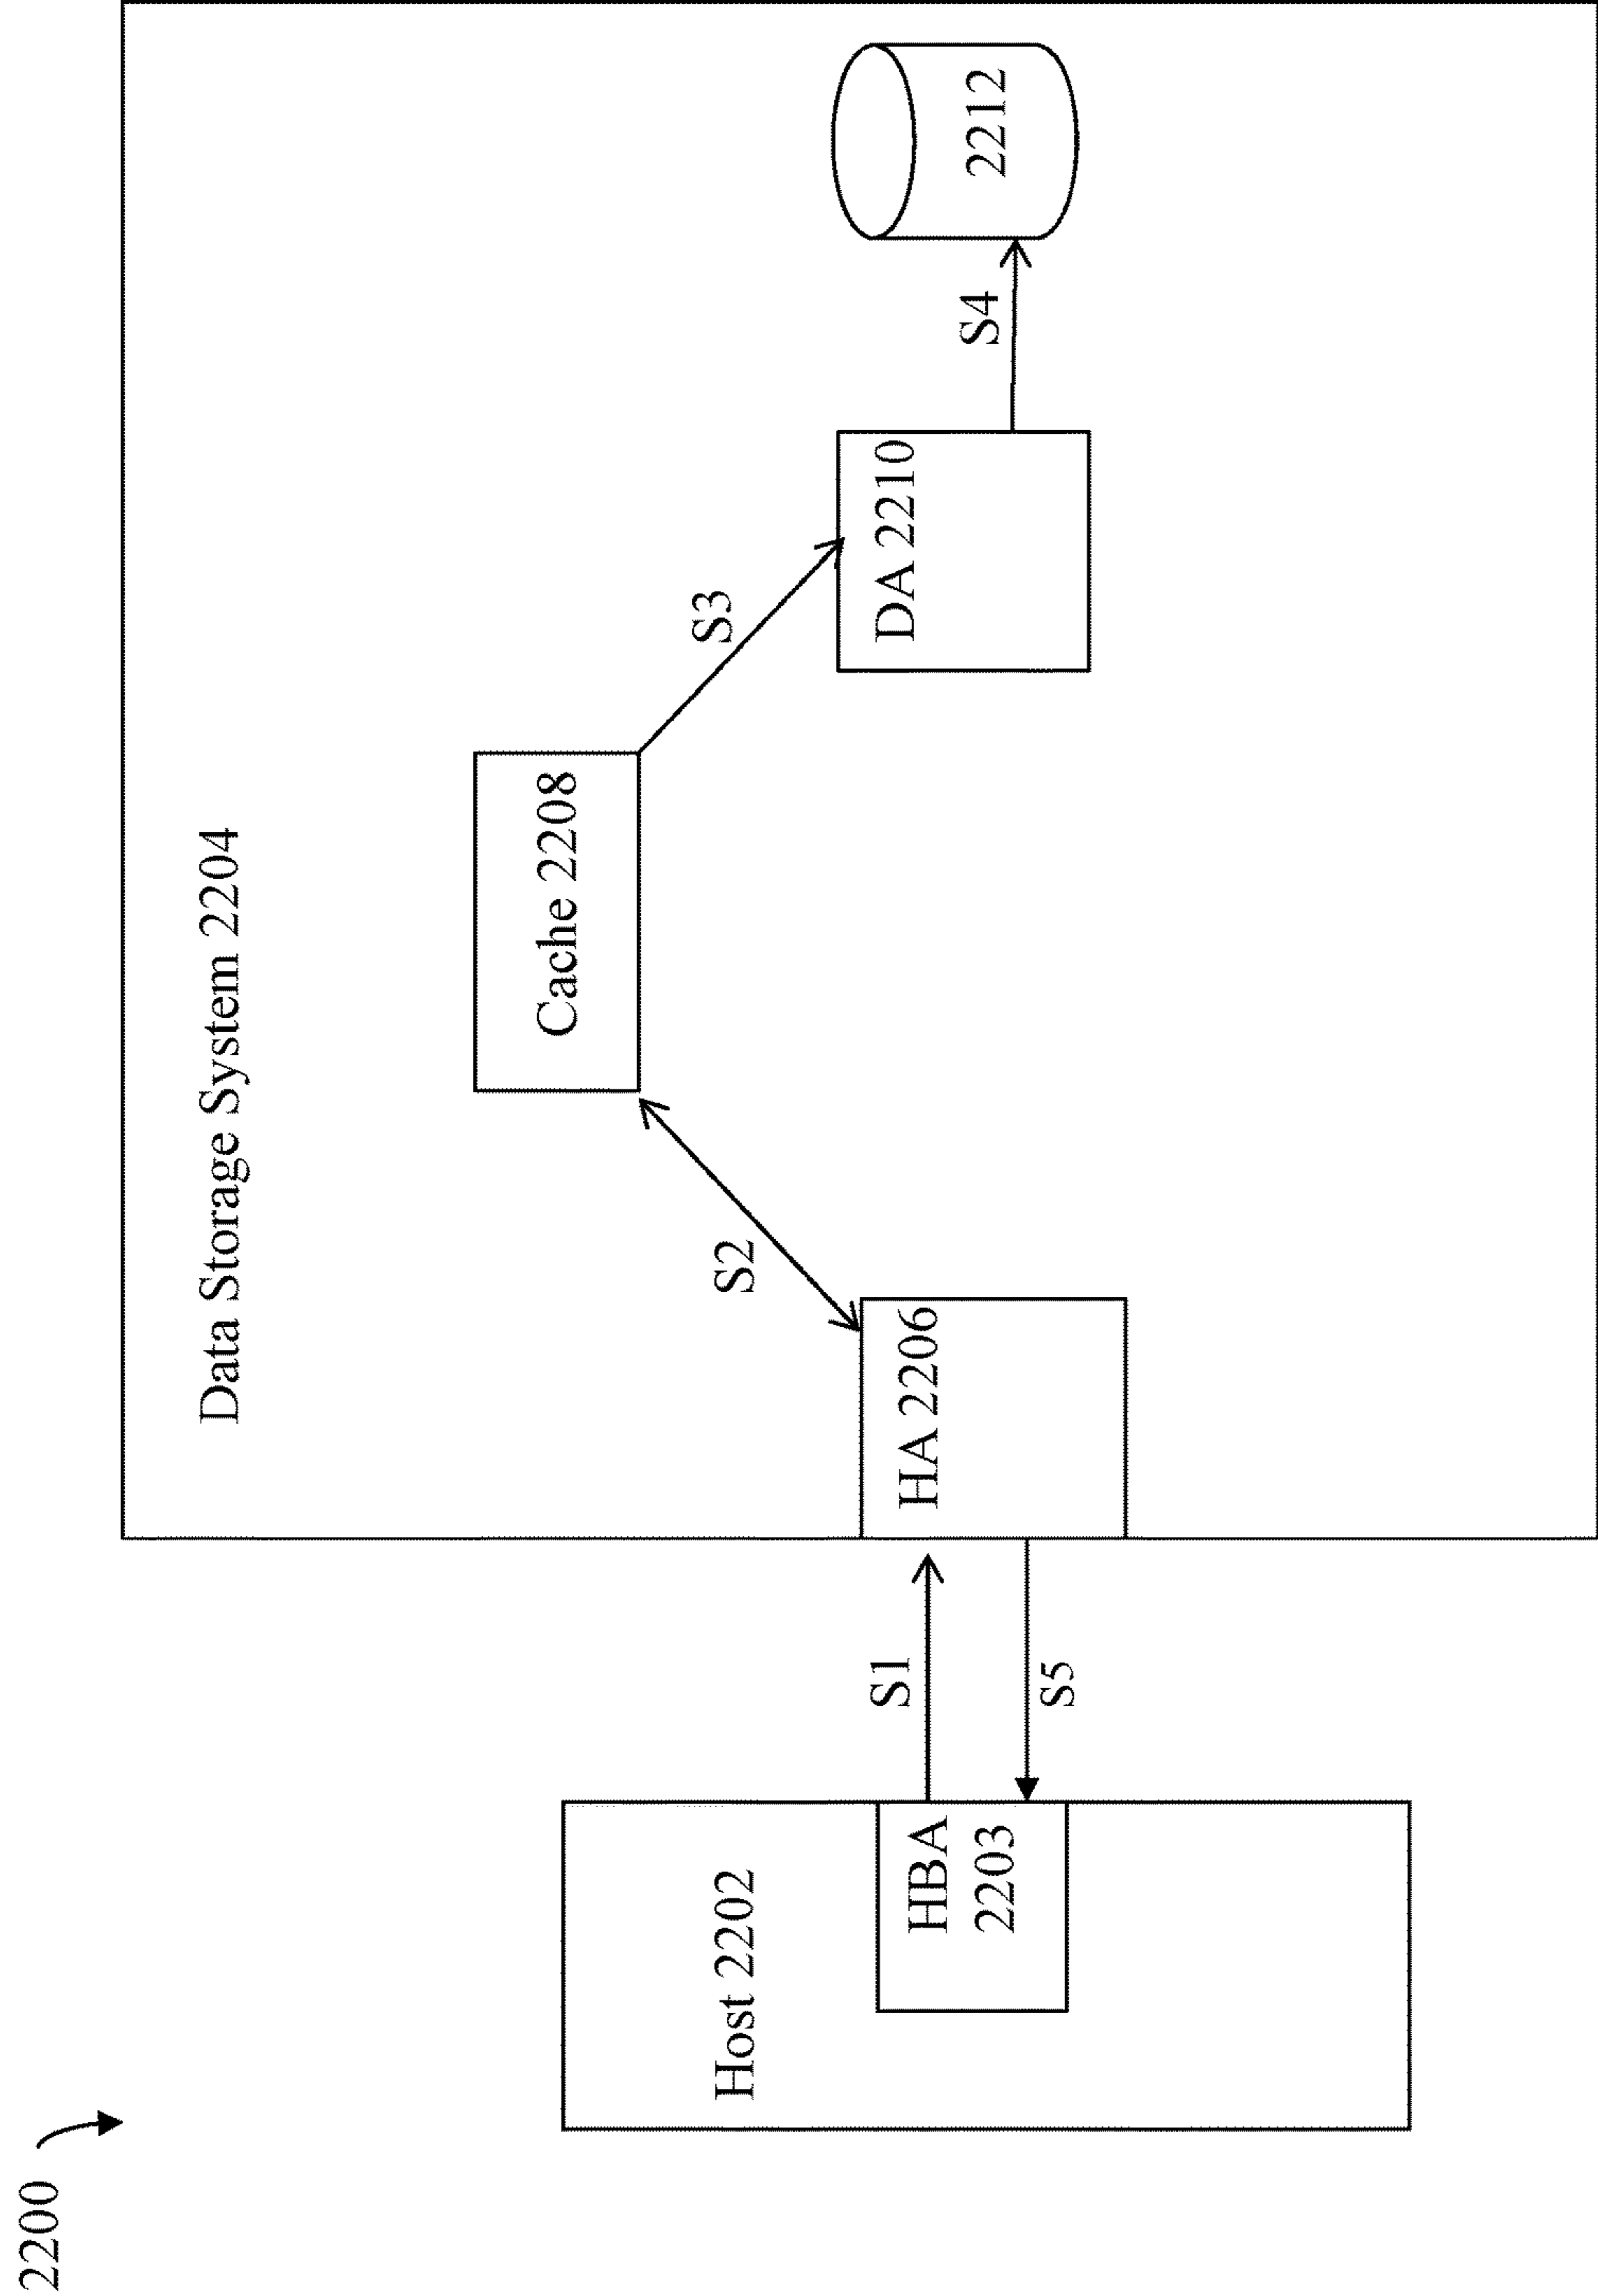 2200
Data Storage System 2204
Host 2202
HBA
2203
S1
S5
HA 2206
S2
Cache 2208
S3
DA 2210
S4
2212